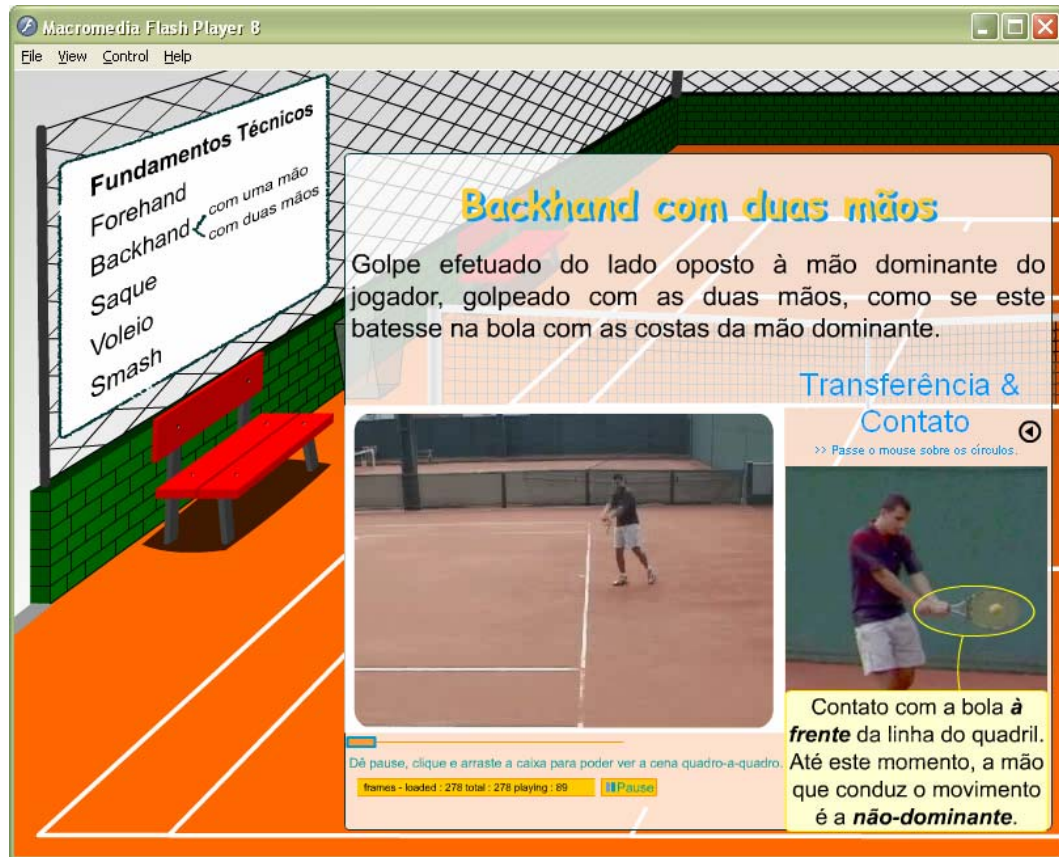 Macromedia Flash Player 8
File View Control Help
Fundamentos Técnicos
Forehand
Backhand
com uma mão
com duas mãos
Saque
Voleio
Smash
Backhand com duas mãos
Golpe efetuado do lado oposto à mão dominante do
jogador, golpeado com as duas mãos, como se este
batesse na bola com as costas da mão dominante.
Transferência &
Contato
>> Passe o mouse sobre os círculos.
Contato com a bola à
frente da linha do quadril.
Até este momento, a mão
que conduz o movimento
é a não-dominante.
Dê pause, clique e arraste a caixa para poder ver a cena quadro-a-quadro.
frames - loaded : 278 total : 278 playing : 89
Pause